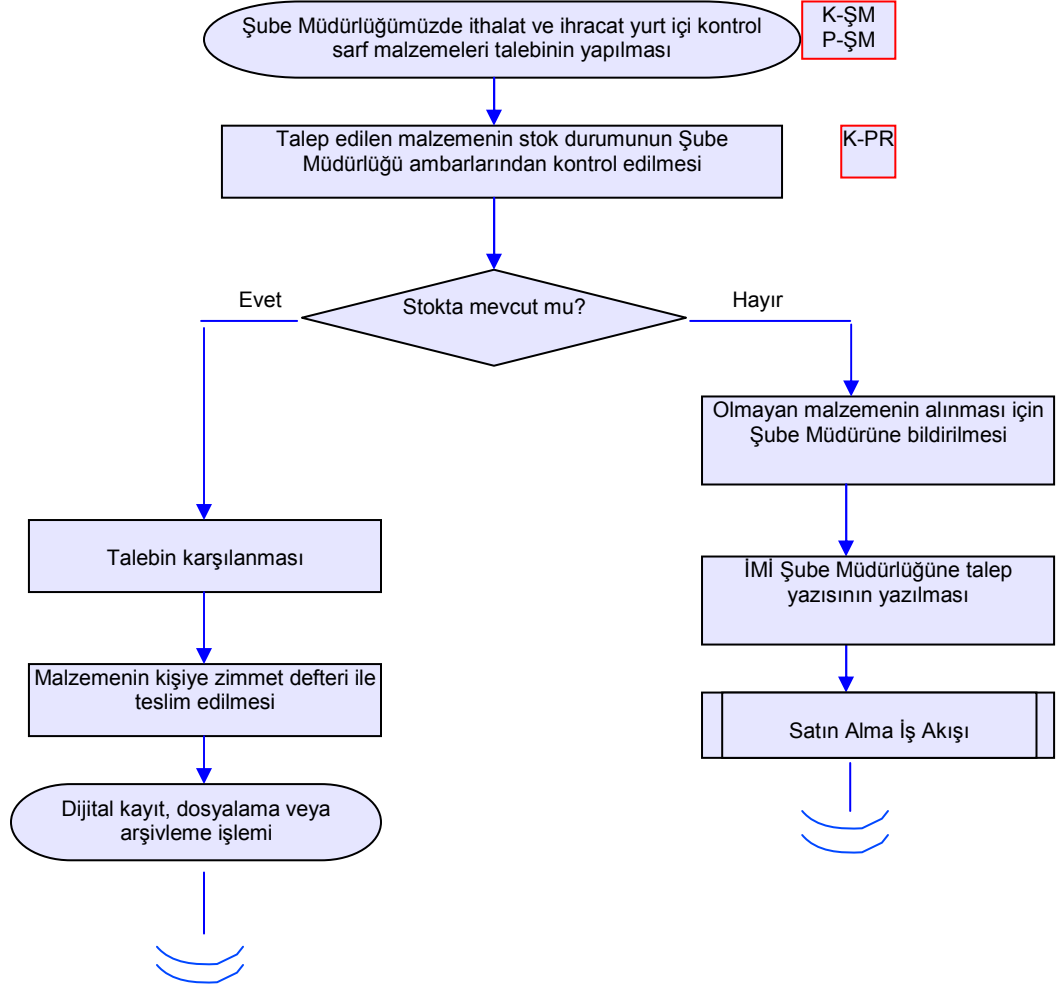 Şube Müdürlüğümüzde ithalat ve ihracat yurt içi kontrol
sarf malzemeleri talebinin yapılması
K-ŞM
P-ŞM
Talep edilen malzemenin stok durumunun Şube
Müdürlüğü ambarlarından kontrol edilmesi
K-PR
Stokta mevcut mu?
Evet
Hayır
Olmayan malzemenin alınması için
Şube Müdürüne bildirilmesi
Talebin karşılanması
İMİ Şube Müdürlüğüne talep
yazısının yazılması
Malzemenin kişiye zimmet defteri ile
teslim edilmesi
Satın Alma İş Akışı
Dijital kayıt, dosyalama veya
arşivleme işlemi